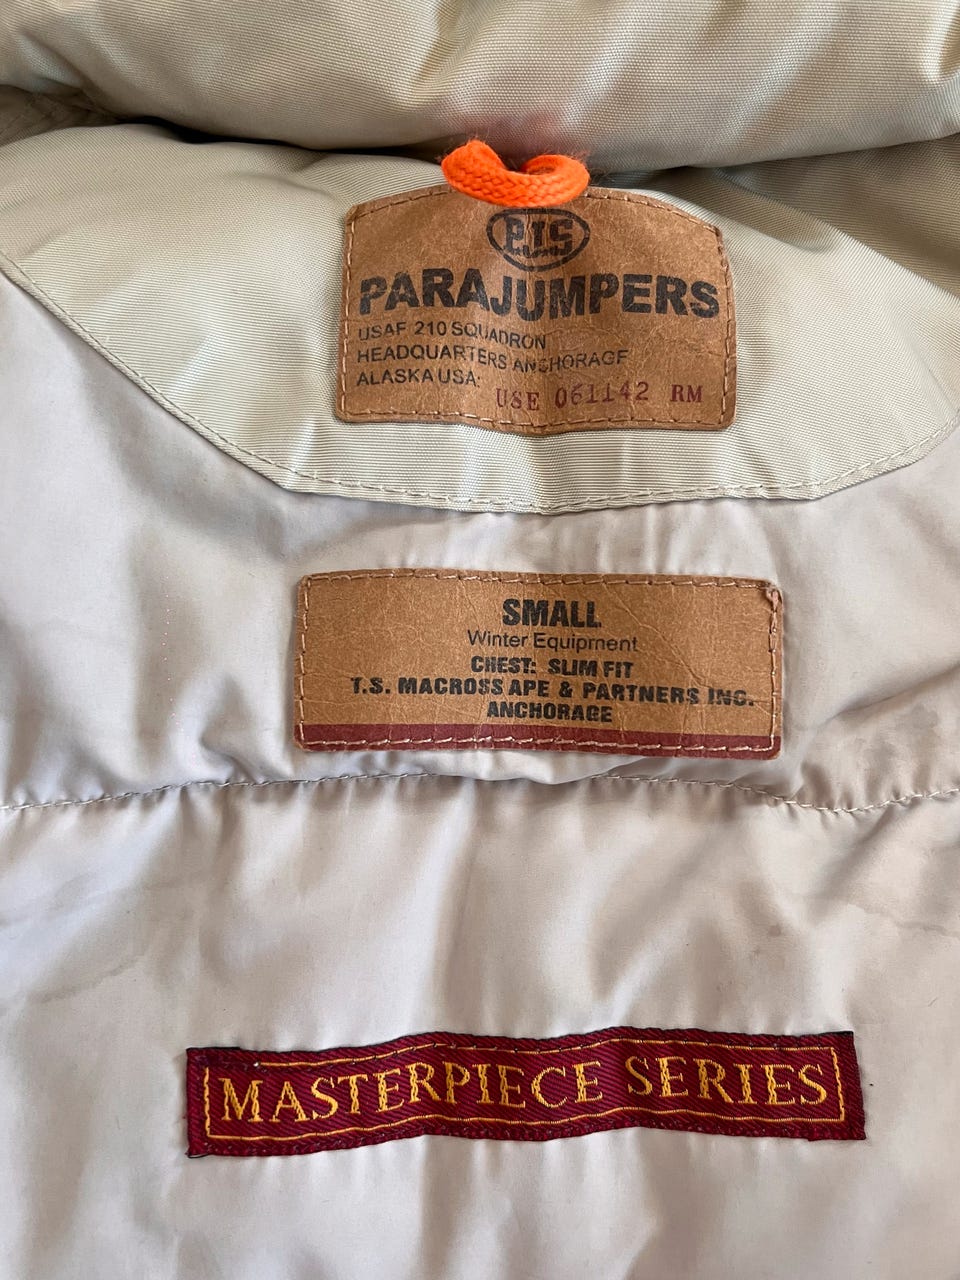 PJS
PARAJUMPERS
USAF 210 SQUADRON
HEADQUARTERS ANCHORAGE
ALASKA USA:
USE 061142 RM
SMALL
Winter Equipment
CHEST: SLIM FIT
T.S. MACROSS APE & PARTNERS INC.
ANCHORAGE
MASTERPIECE SERIES